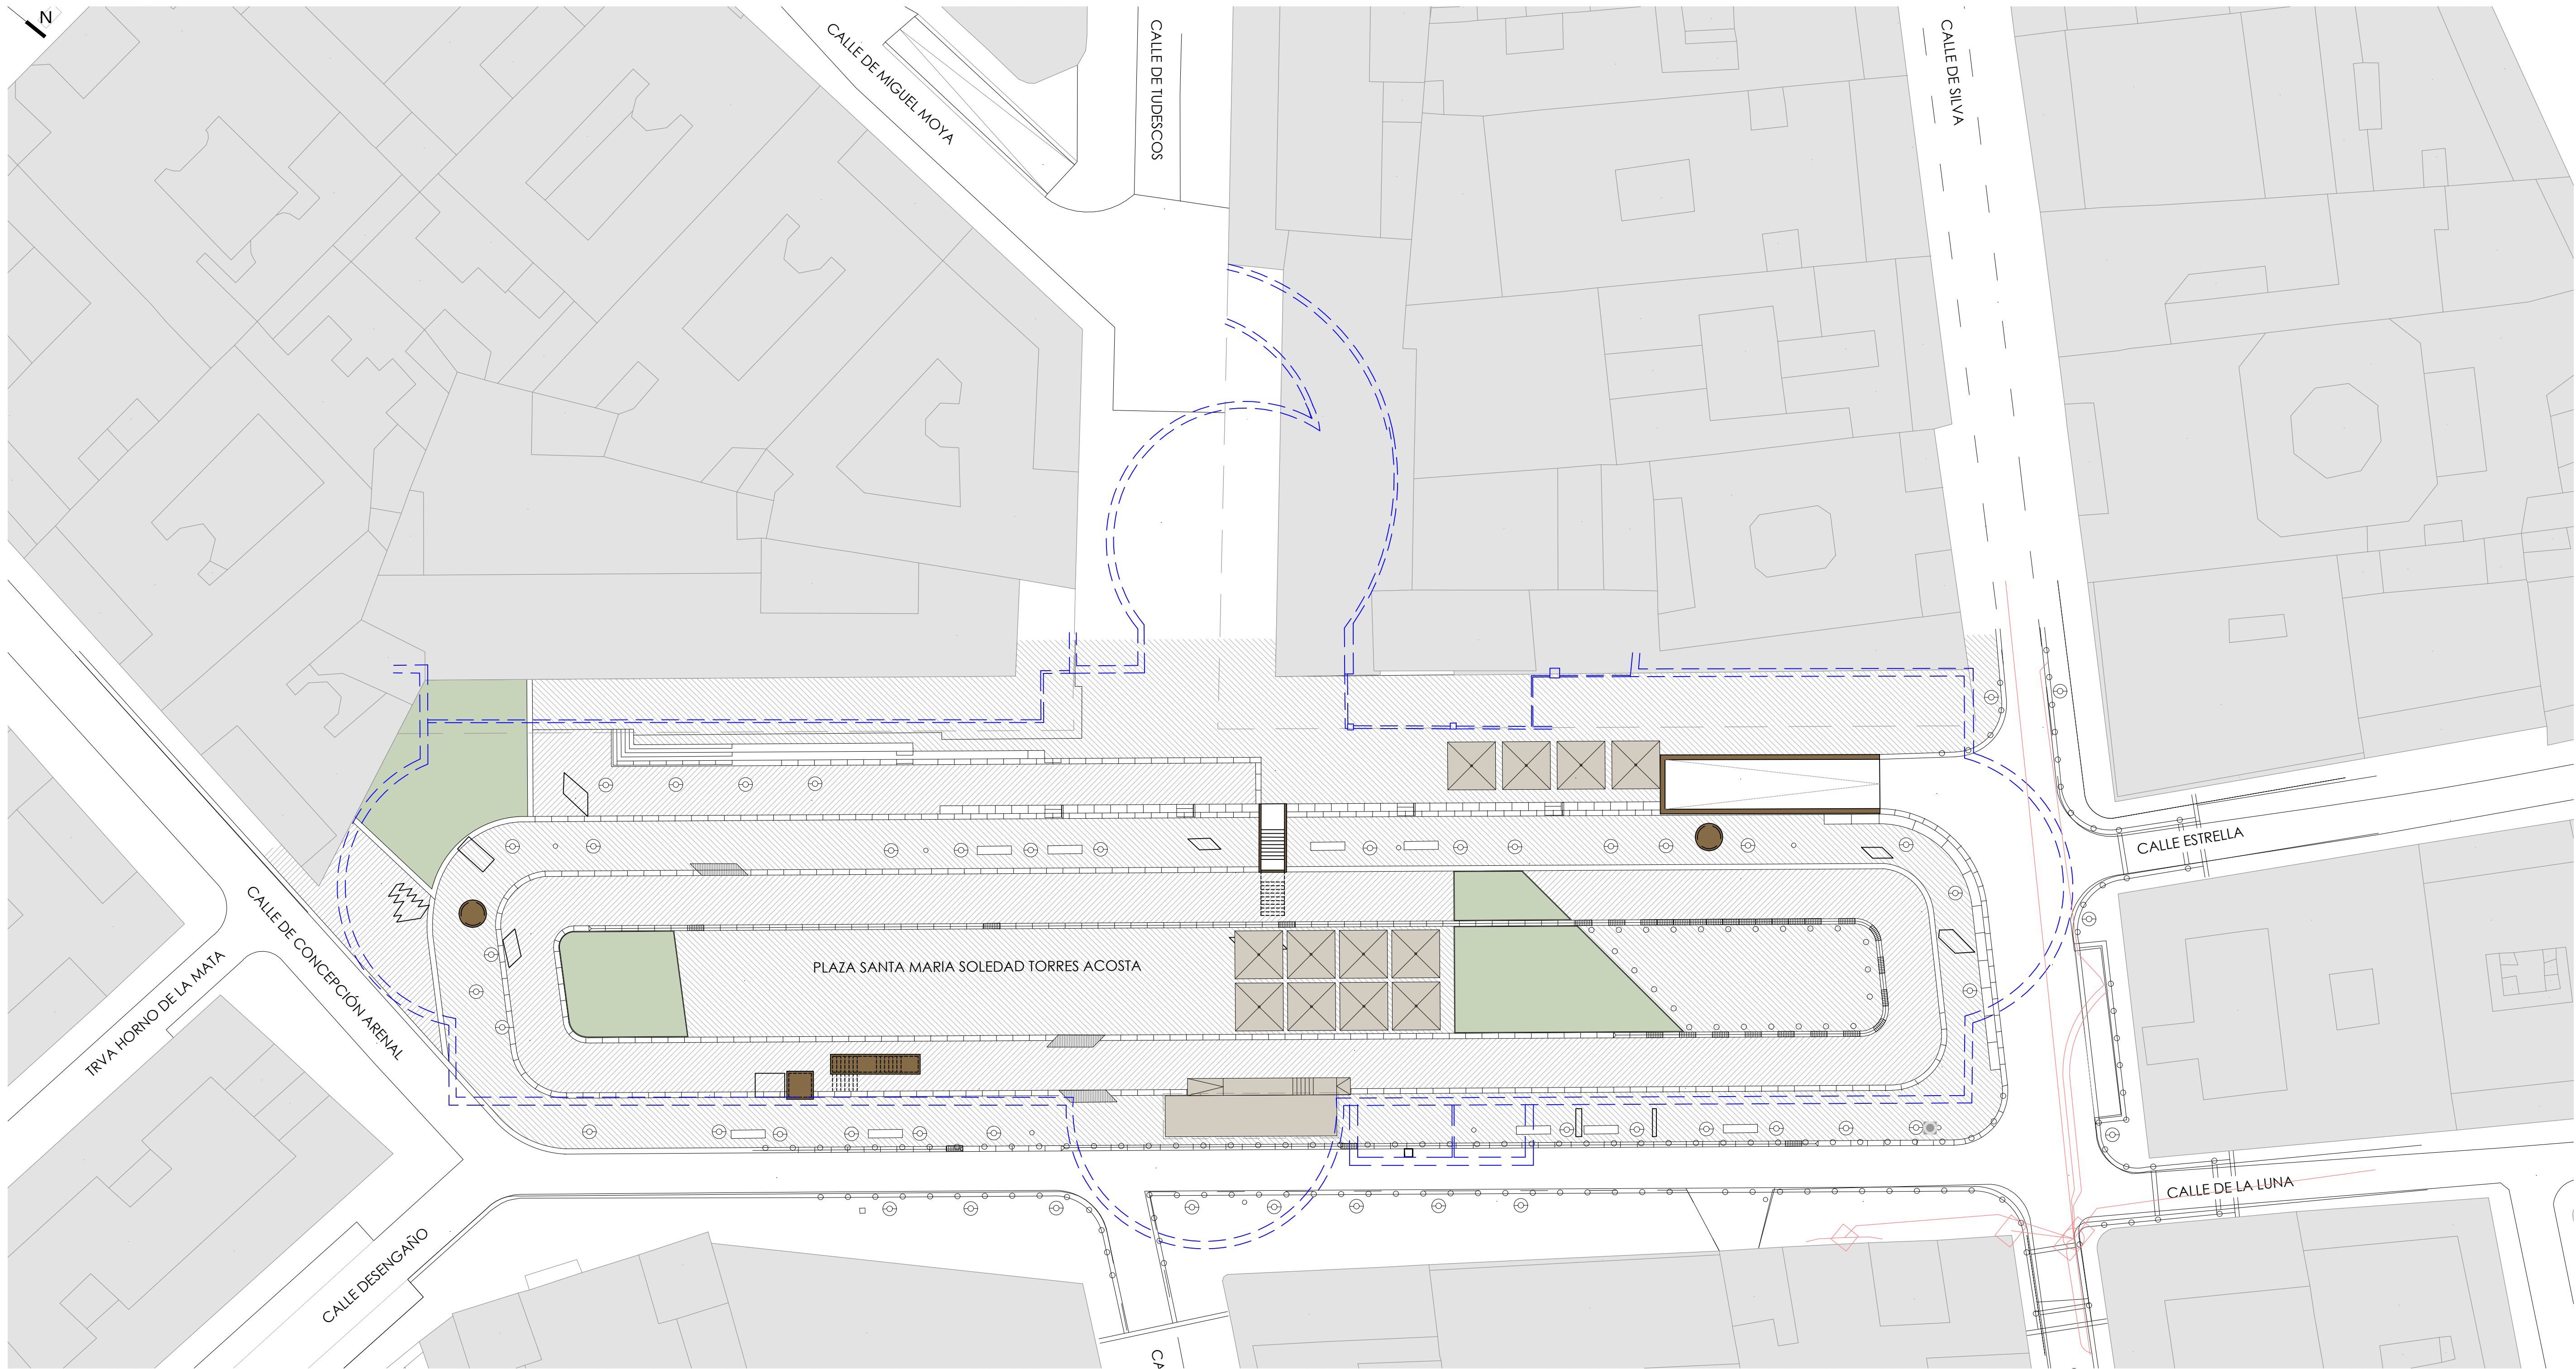 N
CALLE DE MIGUEL MOYA
CALLE DE TUDESCOS
CALLE DE SILVA
CALLE ESTRELLA
PLAZA SANTA MARIA SOLEDAD TORRES ACOSTA
CALLE DE CONCEPCIÓN ARENAL
TRVA HORNO DE LA MATA
CALLE DE LA LUNA
CALLE DESENGAÑO
CA